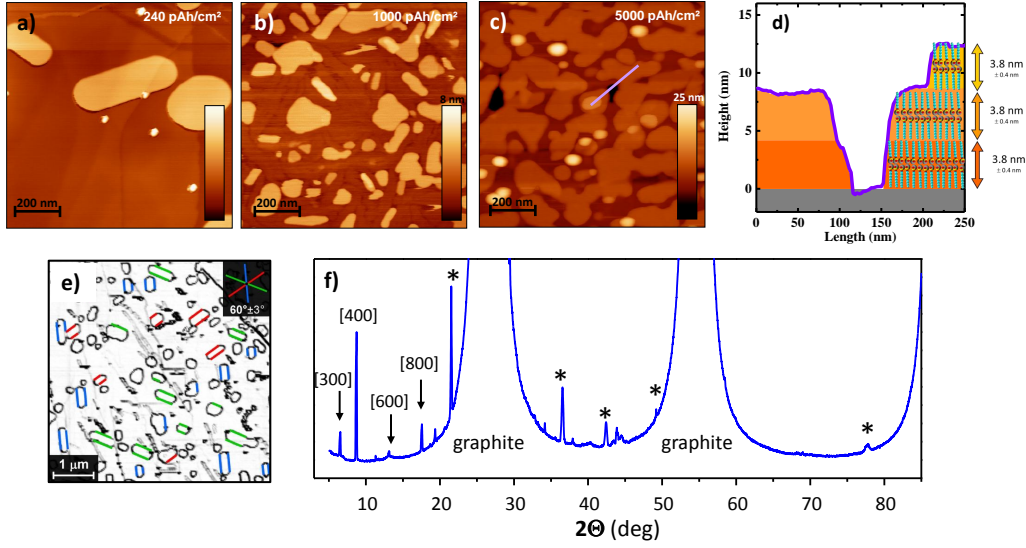 a)
240 pAh/cm²
200 nm
b)
1000 pAh/cm²
8 nm
200 nm
c)
5000 pAh/cm²
25 nm
200 nm
d)
Height (nm)
15
10
5
0
0 50 100 150 200 250
Length (nm)
3.8 nm
± 0.4 nm
3.8 nm
± 0.4 nm
3.8 nm
± 0.4 nm
e)
60°±3°
1 μm
f)
[300]
[400]
[600]
[800]
*
graphite
*
*
*
graphite
*
10 20 30 40 50 60 70 80
2Θ (deg)